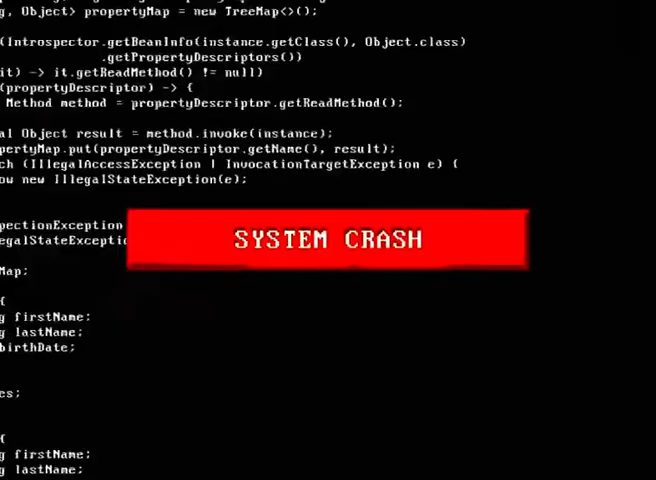 g, Object> propertyMap = new TreeMap<>();
(Introspector.getBeanInfo(instance.getClass(), Object.class)
.getPropertyDescriptors())
it) -> it.getReadMethod() != null)
(propertyDescriptor) -> {
Method method = propertyDescriptor.getReadMethod();
al Object result = method.invoke(instance);
pertyMap.put(propertyDescriptor.getName(), result);
ch (IllegalAccessException | InvocationTargetException e) {
ow new IllegalStateException(e);
pectionException
egalStateExceptio
SYSTEM CRASH
Map;
{
g firstName;
g lastName;
birthDate;
es;
{
g firstName;
g lastName;